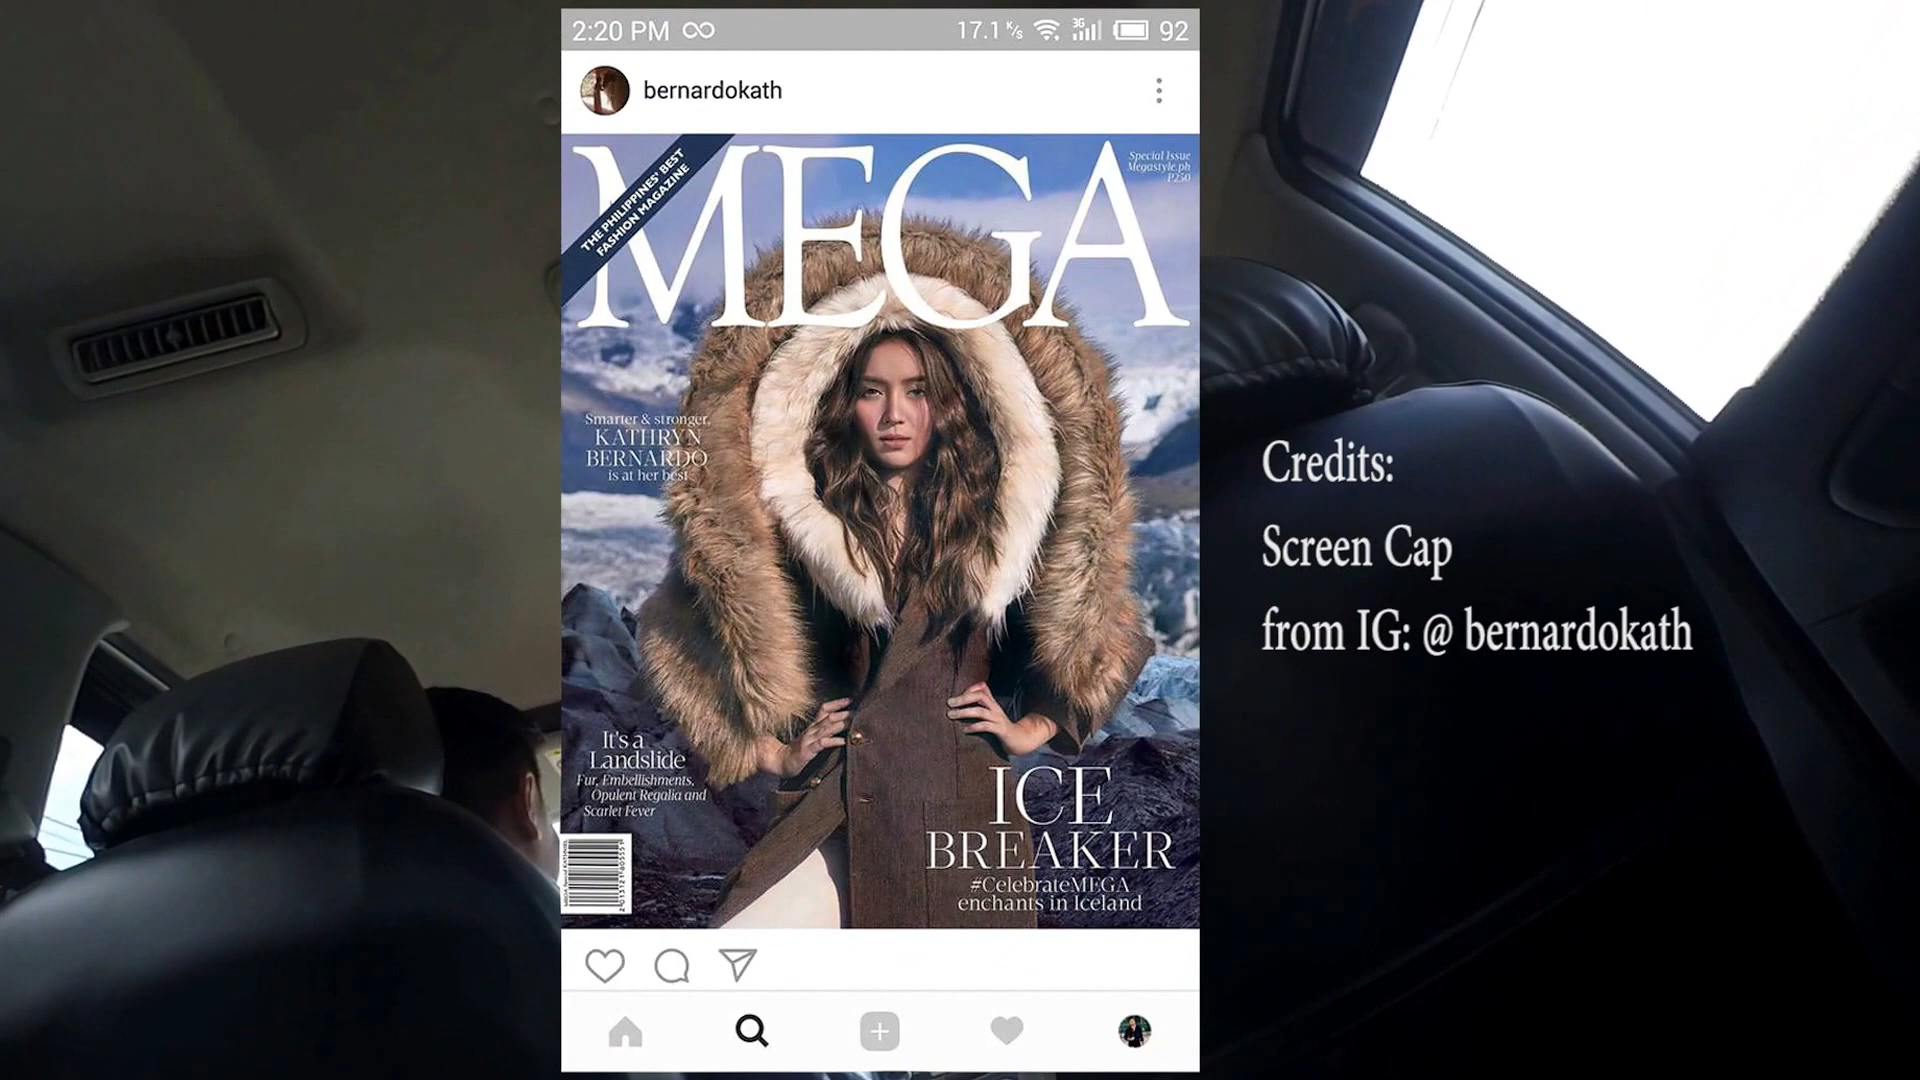 2:20 PM
17.1 K/s
3G
92
bernardokath
THE PHILIPPINES' BEST
FASHION MAGAZINE
MEGA
Special Issue
Megastyle.ph
P250
Smarter & stronger,
KATHRYN
BERNARDO
is at her best
It's a
Landslide
Fur, Embellishments,
Opulent Regalia and
Scarlet Fever
ICE
BREAKER
#CelebrateMEGA
enchants in Iceland
Credits:
Screen Cap
from IG: @ bernardokath